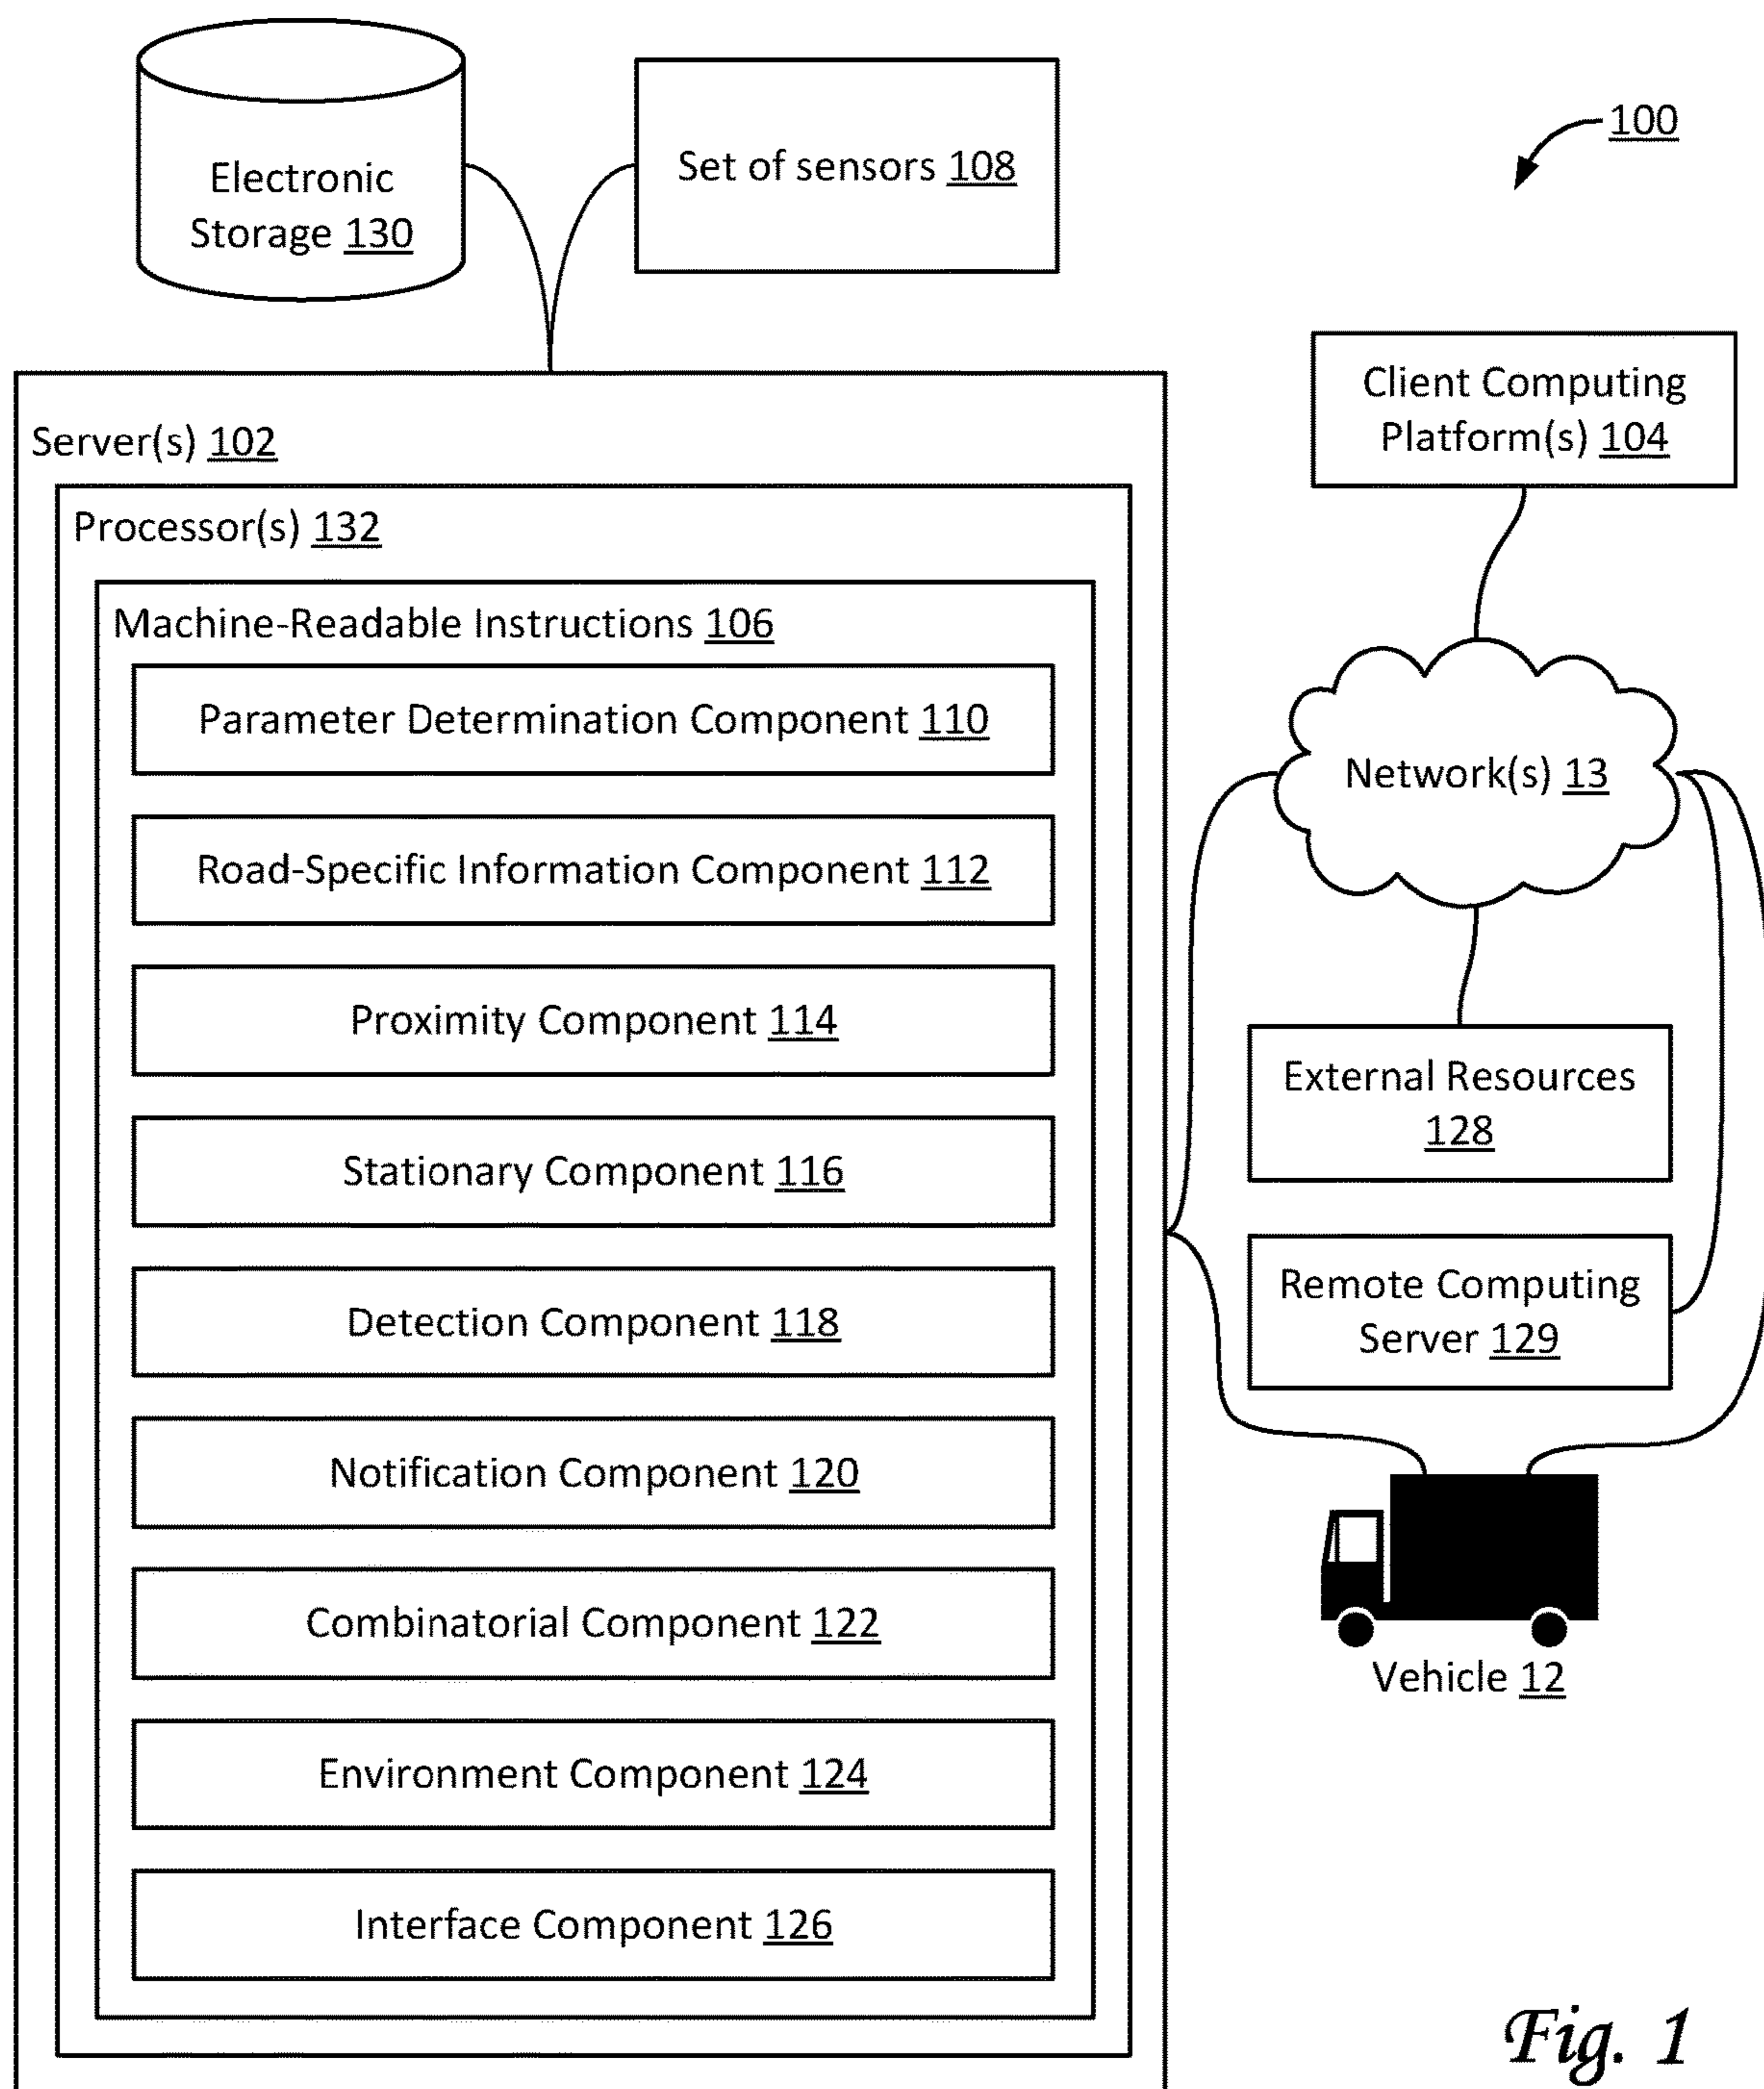 Electronic
Storage 130
Set of sensors 108
100
Server(s) 102
Processor(s) 132
Machine-Readable Instructions 106
Parameter Determination Component 110
Road-Specific Information Component 112
Proximity Component 114
Stationary Component 116
Detection Component 118
Notification Component 120
Combinatorial Component 122
Environment Component 124
Interface Component 126
Client Computing
Platform(s) 104
Network(s) 13
External Resources
128
Remote Computing
Server 129
Vehicle 12
Fig. 1